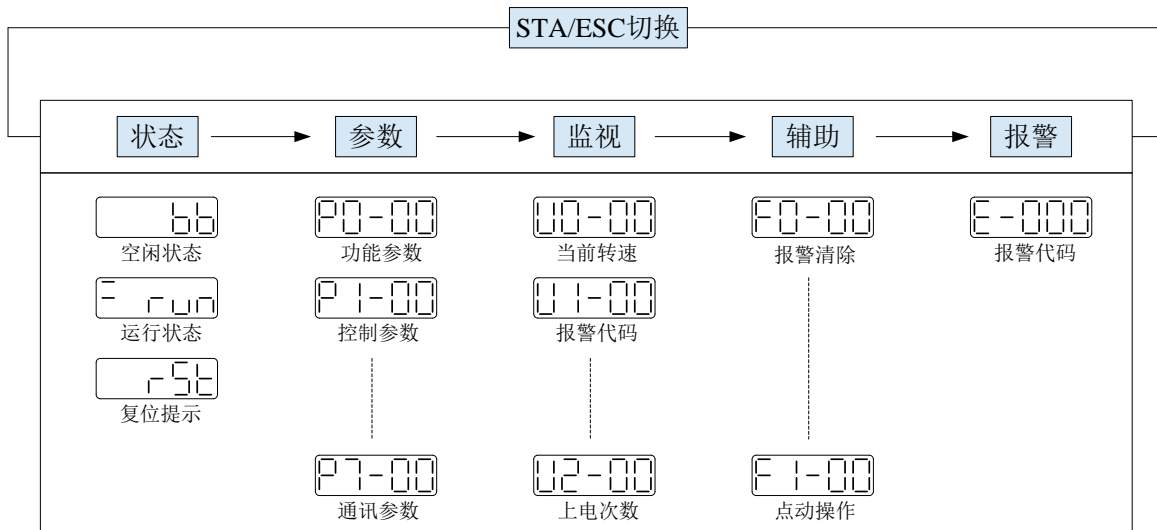 STA/ESC切换
状态 参数 监视 辅助 报警
bb P0-00 U0-00 F0-00 E-000
空闲状态 功能参数 当前转速 报警清除 报警代码
run P1-00 U1-00
运行状态 控制参数 报警代码
rSt
复位提示
P7-00 U2-00 F1-00
通讯参数 上电次数 点动操作